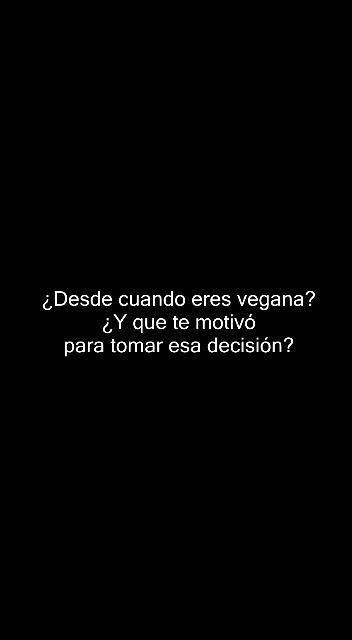 ¿Desde cuando eres vegana?
¿Y que te motivó
para tomar esa decisión?